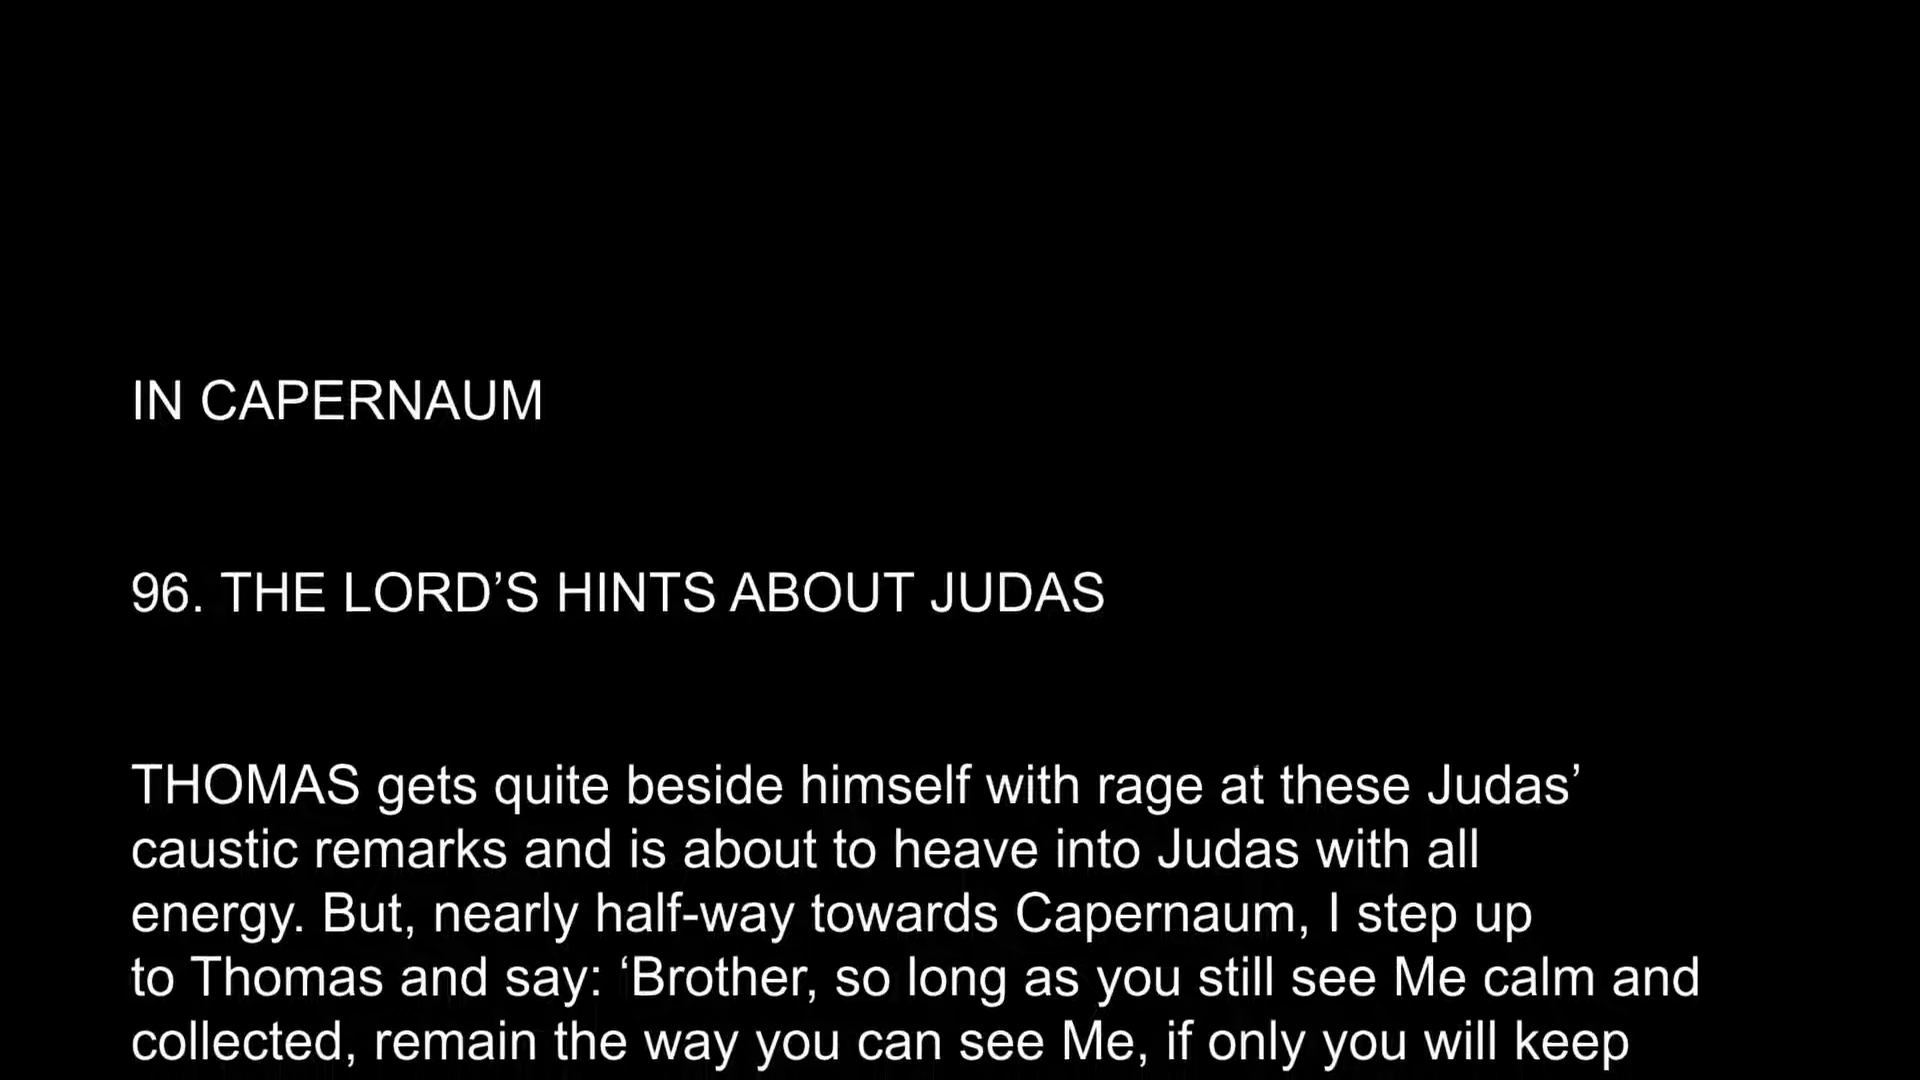 IN CAPERNAUM
96. THE LORD’S HINTS ABOUT JUDAS
THOMAS gets quite beside himself with rage at these Judas’
caustic remarks and is about to heave into Judas with all
energy. But, nearly half-way towards Capernaum, I step up
to Thomas and say: ‘Brother, so long as you still see Me calm and
collected, remain the way you can see Me, if only you will keep